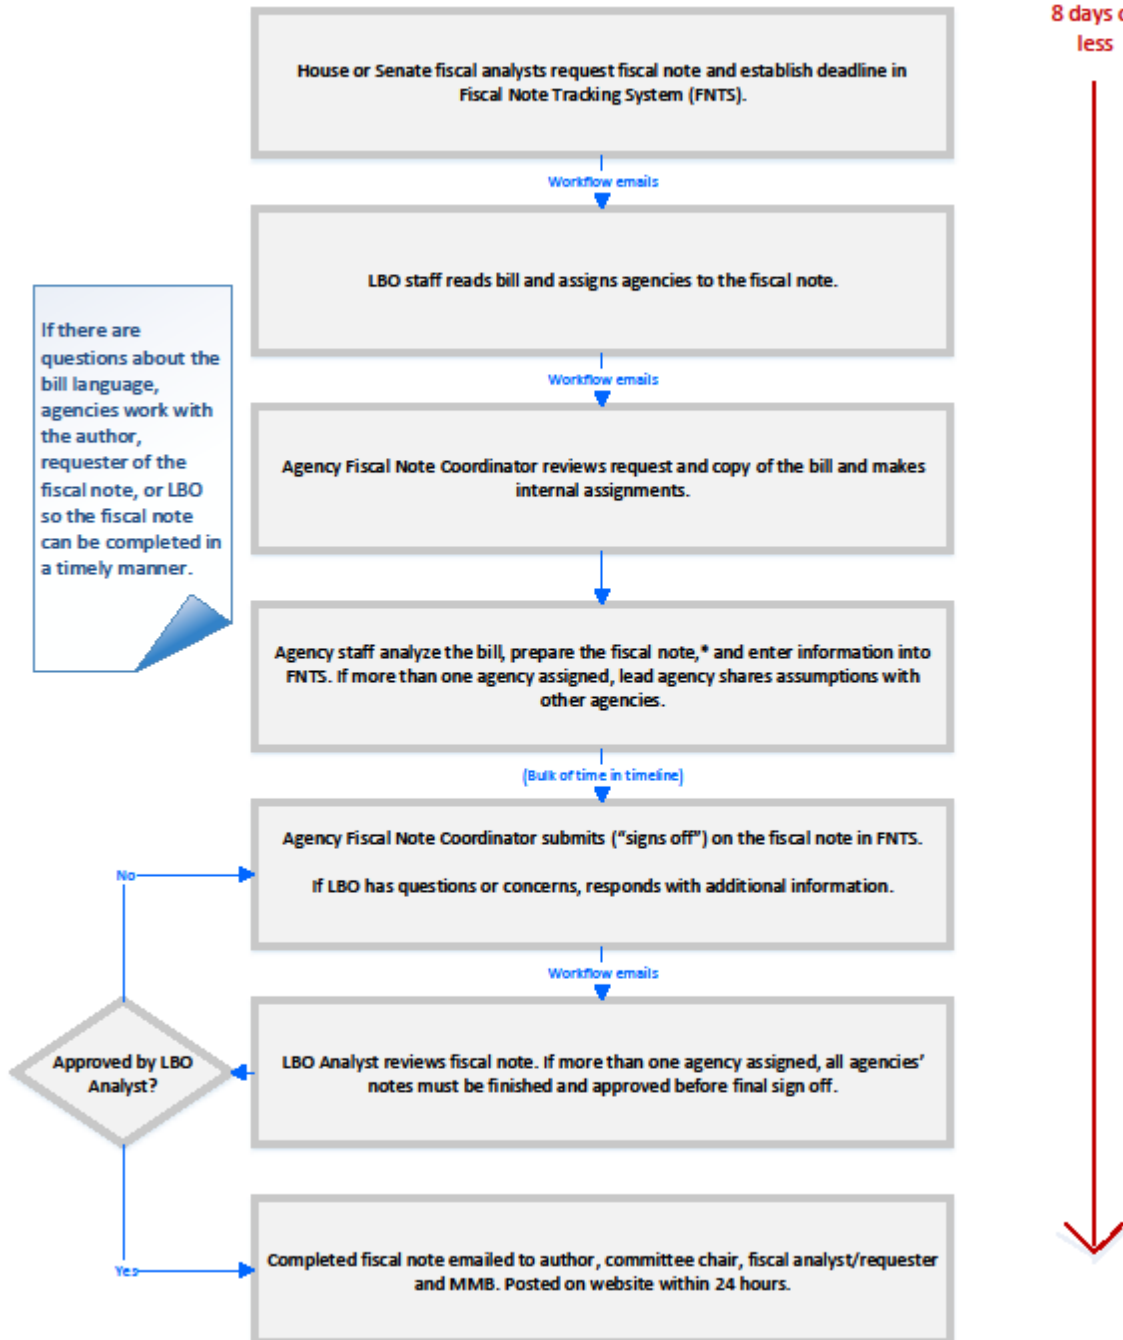 8 days
less
House or Senate fiscal analysts request fiscal note and establish deadline in
Fiscal Note Tracking System (FNTS).
Workflow emails
LBO staff reads bill and assigns agencies to the fiscal note.
If there are
questions about the
bill language,
agencies work with
the author,
requester of the
fiscal note, or LBO
so the fiscal note
can be completed in
a timely manner.
Workflow emails
Agency Fiscal Note Coordinator reviews request and copy of the bill and makes
internal assignments.
Agency staff analyze the bill, prepare the fiscal note,* and enter information into
FNTS. If more than one agency assigned, lead agency shares assumptions with
other agencies.
(Bulk of time in timeline)
Agency Fiscal Note Coordinator submits (“signs off”) on the fiscal note in FNTS.
If LBO has questions or concerns, responds with additional information.
No
Workflow emails
LBO Analyst reviews fiscal note. If more than one agency assigned, all agencies’
notes must be finished and approved before final sign off.
Approved by LBO
Analyst?
Yes
Completed fiscal note emailed to author, committee chair, fiscal analyst/requester
and MMB. Posted on website within 24 hours.